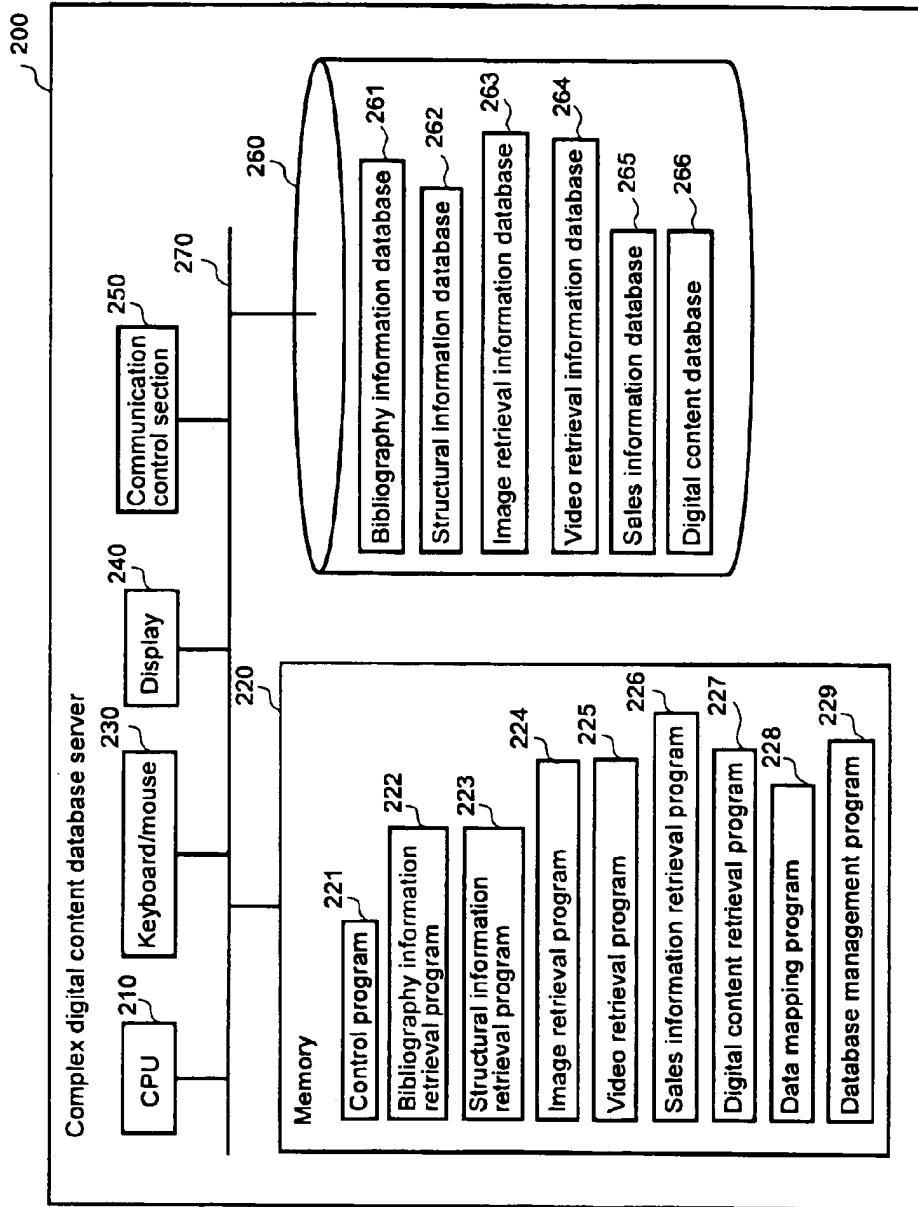 200
Complex digital content database server
210
CPU
230
Keyboard/mouse
240
Display
250
Communication
control section
270
220
Memory
221
Control program
222
Bibliography information
retrieval program
223
Structural information
retrieval program
224
Image retrieval program
225
Video retrieval program
226
Sales information retrieval program
227
Digital content retrieval program
228
Data mapping program
229
Database management program
260
261
Bibliography information database
262
Structural information database
263
Image retrieval information database
264
Video retrieval information database
265
Sales information database
266
Digital content database